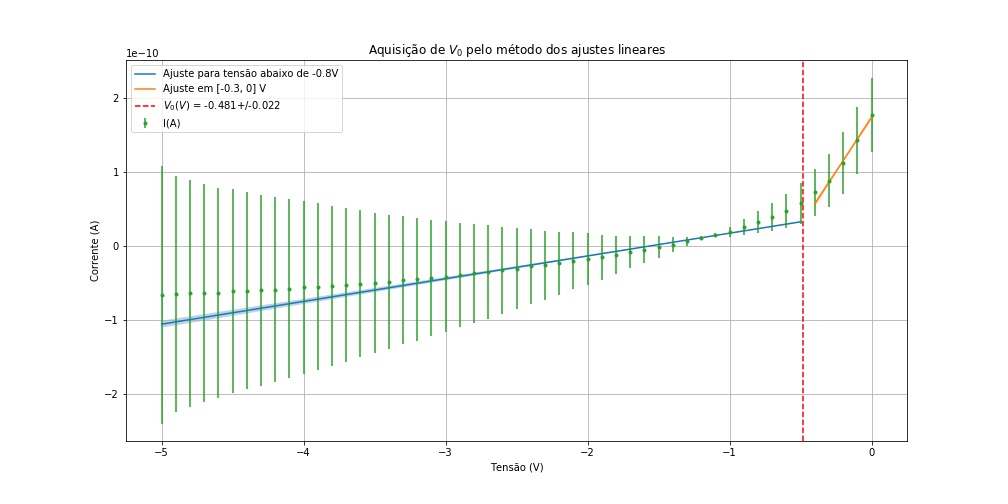 Aquisição de V₀ pelo método dos ajustes lineares
1e−10
Ajuste para tensão abaixo de -0.8V
Ajuste em [-0.3, 0] V
V₀(V) = -0.481+/-0.022
I(A)
2
1
0
−1
−2
Corrente (A)
−5 −4 −3 −2 −1 0
Tensão (V)